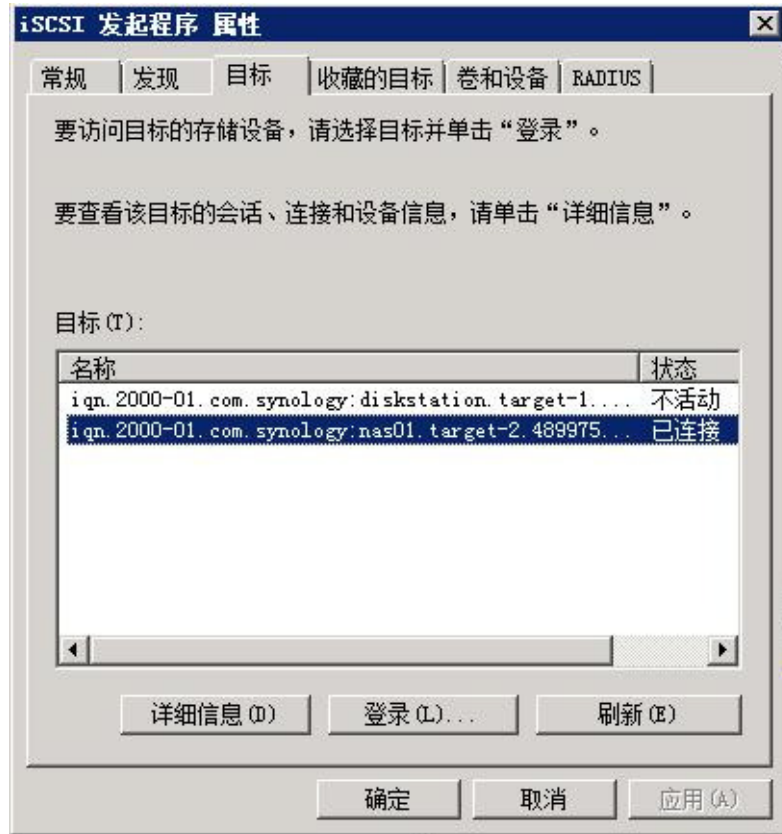 iSCSI 发起程序 属性
常规 发现 目标 收藏的目标 卷和设备 RADIUS
要访问目标的存储设备，请选择目标并单击“登录”。
要查看该目标的会话、连接和设备信息，请单击“详细信息”。
目标(T):
名称 状态
iqn.2000-01.com.synology:diskstation.target-1.... 不活动
iqn.2000-01.com.synology:nas01.target-2.489975... 已连接
详细信息(D) 登录(L)... 刷新(E)
确定 取消 应用(A)